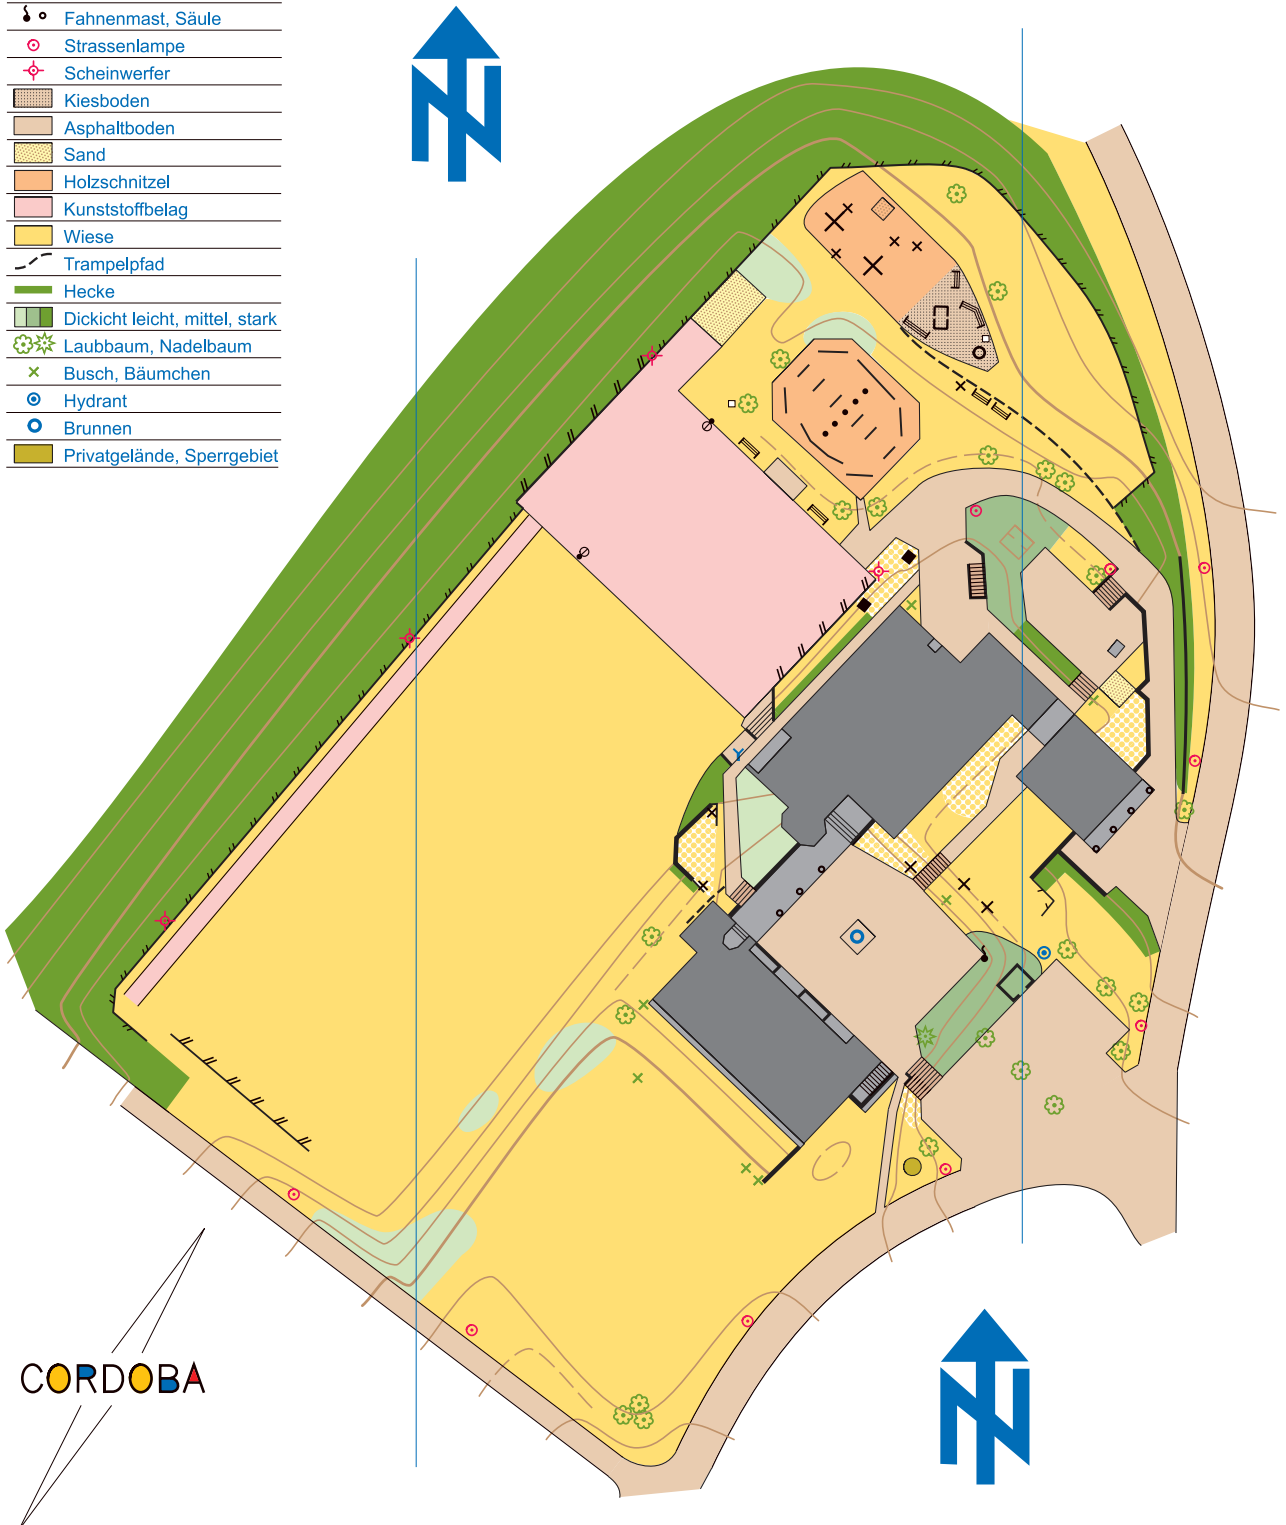 Fahnenmast, Säule
Strassenlampe
Scheinwerfer
Kiesboden
Asphaltboden
Sand
Holzschnitzel
Kunststoffbelag
Wiese
Trampelpfad
Hecke
Dickicht leicht, mittel, stark
Laubbaum, Nadelbaum
Busch, Bäumchen
Hydrant
Brunnen
Privatgelände, Sperrgebiet
N
CORDOBA
N